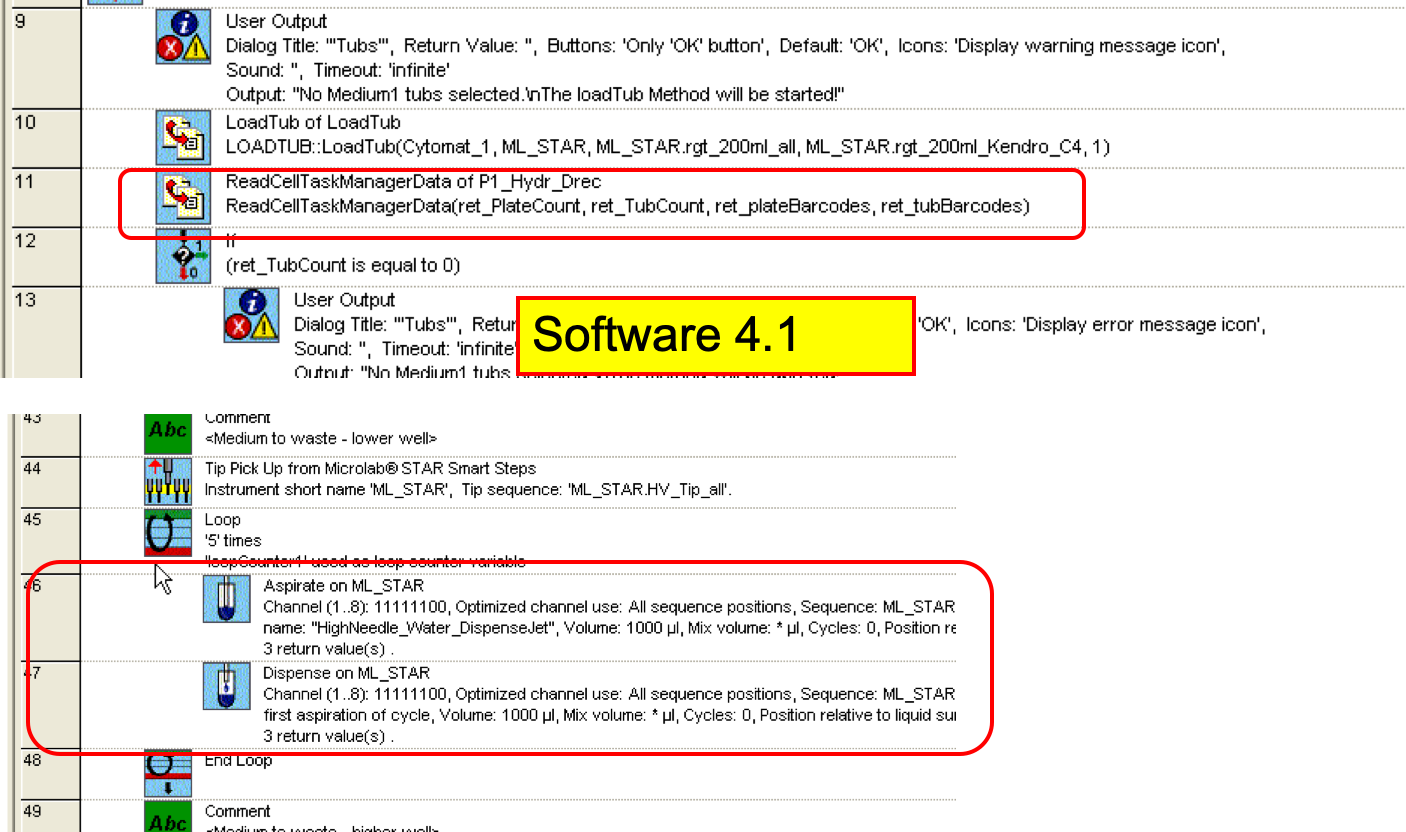 9
User Output
Dialog Title: '"Tubs"', Return Value: '', Buttons: 'Only 'OK' button', Default: 'OK', Icons: 'Display warning message icon',
Sound: '', Timeout: 'infinite'
Output: "No Medium1 tubs selected.\nThe loadTub Method will be started!"
10
LoadTub of LoadTub
LOADTUB::LoadTub(Cytomat_1, ML_STAR, ML_STAR.rgt_200ml_all, ML_STAR.rgt_200ml_Kendro_C4, 1)
11
ReadCellTaskManagerData of P1_Hydr_Drec
ReadCellTaskManagerData(ret_PlateCount, ret_TubCount, ret_plateBarcodes, ret_tubBarcodes)
12
If
(ret_TubCount is equal to 0)
13
User Output
Dialog Title: '"Tubs"', Retur 'OK', Icons: 'Display error message icon',
Sound: '', Timeout: 'infinite'
Output: "No Medium1 tubs
Software 4.1
43
Abc
Comment
<Medium to waste - lower well>
44
Tip Pick Up from Microlab® STAR Smart Steps
Instrument short name 'ML_STAR', Tip sequence: 'ML_STAR.HV_Tip_all'.
45
Loop
'5' times
'loopCounter1' used as loop counter variable
46
Aspirate on ML_STAR
Channel (1..8): 11111100, Optimized channel use: All sequence positions, Sequence: ML_STAR
name: "HighNeedle_Water_DispenseJet", Volume: 1000 µl, Mix volume: * µl, Cycles: 0, Position re
3 return value(s) .
47
Dispense on ML_STAR
Channel (1..8): 11111100, Optimized channel use: All sequence positions, Sequence: ML_STAR
first aspiration of cycle, Volume: 1000 µl, Mix volume: * µl, Cycles: 0, Position relative to liquid sur
3 return value(s) .
48
End Loop
49
Abc
Comment
<Medium to waste - higher well>